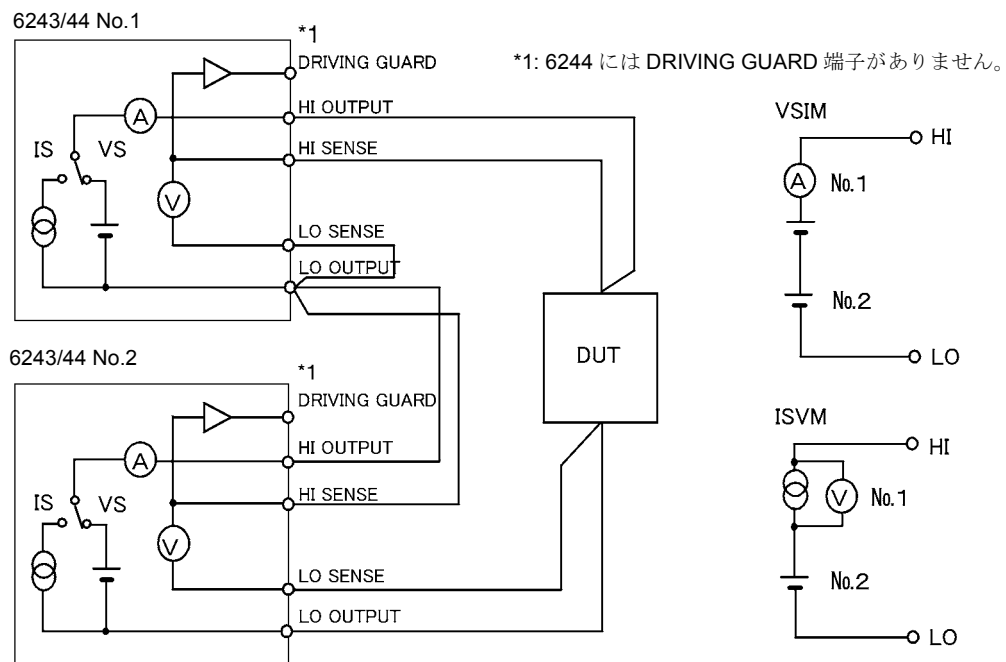 6243/44 No.1
*1
DRIVING GUARD
HI OUTPUT
HI SENSE
A
IS
VS
V
LO SENSE
LO OUTPUT
*1: 6244 には DRIVING GUARD 端子がありません。
VSIM
HI
A
No.1
No.2
LO
DUT
6243/44 No.2
*1
DRIVING GUARD
HI OUTPUT
HI SENSE
A
IS
VS
V
LO SENSE
LO OUTPUT
ISVM
HI
V
No.1
No.2
LO